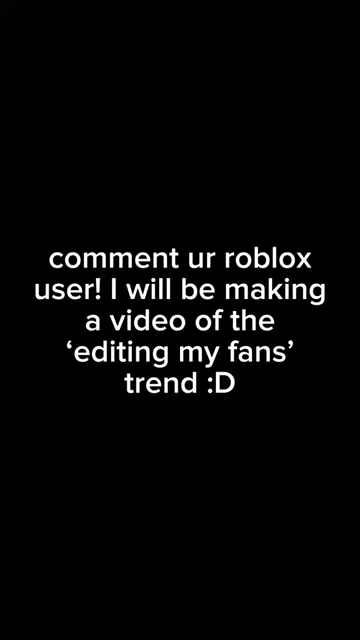 comment ur roblox
user! I will be making
a video of the
‘editing my fans’
trend :D